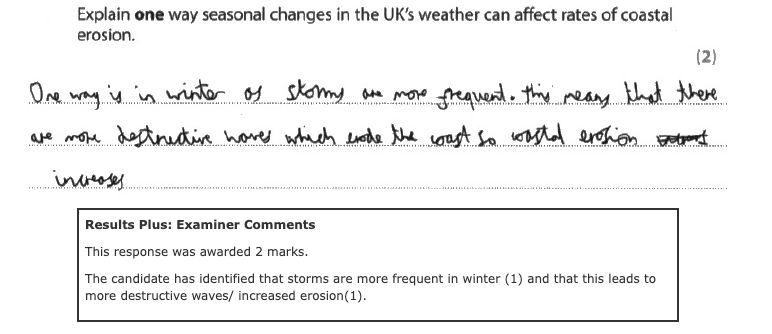 Explain one way seasonal changes in the UK's weather can affect rates of coastal
erosion.
(2)
One way is in winter as storms are more frequent. this means that there
are more destructive waves which erode the coast so coastal erosion
increases
Results Plus: Examiner Comments
This response was awarded 2 marks.
The candidate has identified that storms are more frequent in winter (1) and that this leads to
more destructive waves/ increased erosion(1).